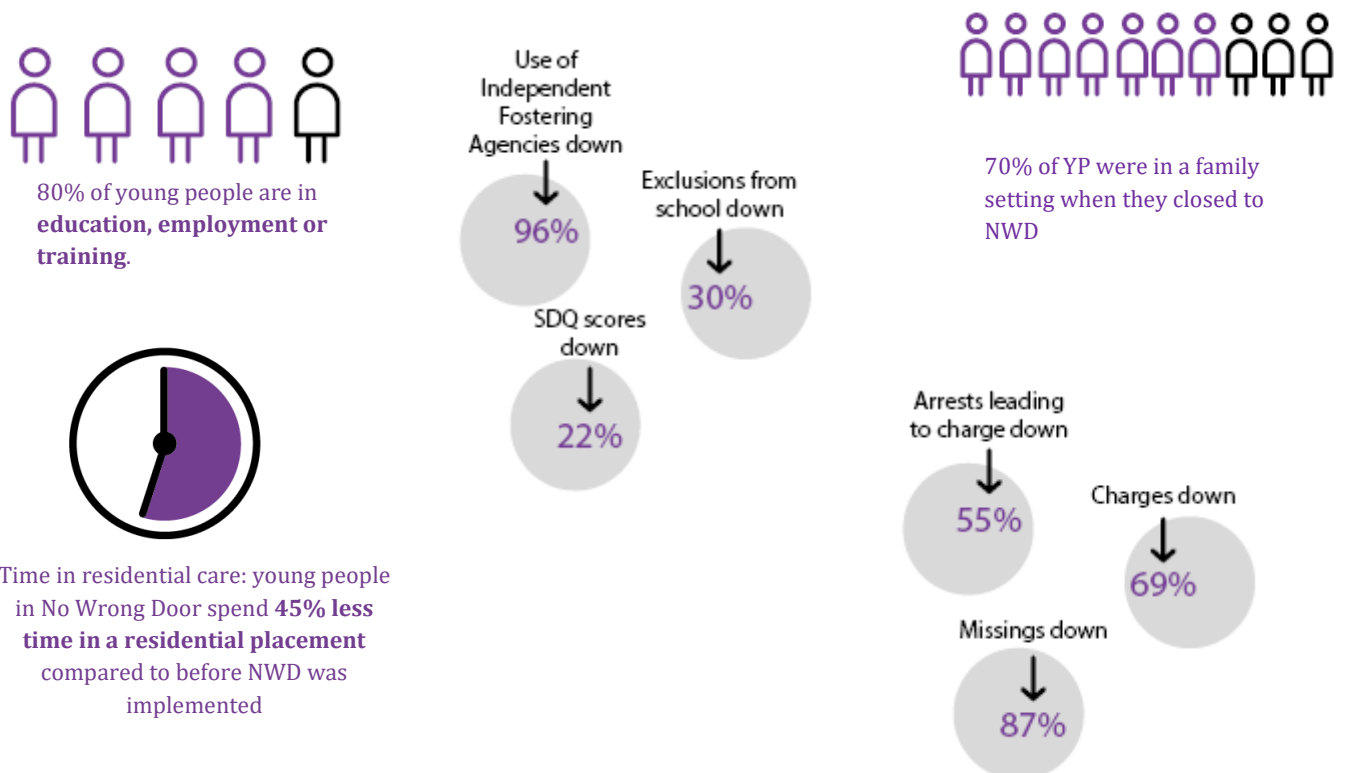 80% of young people are in
education, employment or
training.
Use of
Independent
Fostering
Agencies down
96%
Exclusions from
school down
30%
SDQ scores
down
22%
70% of YP were in a family
setting when they closed to
NWD
Time in residential care: young people
in No Wrong Door spend 45% less
time in a residential placement
compared to before NWD was
implemented
Arrests leading
to charge down
55%
Charges down
69%
Missings down
87%